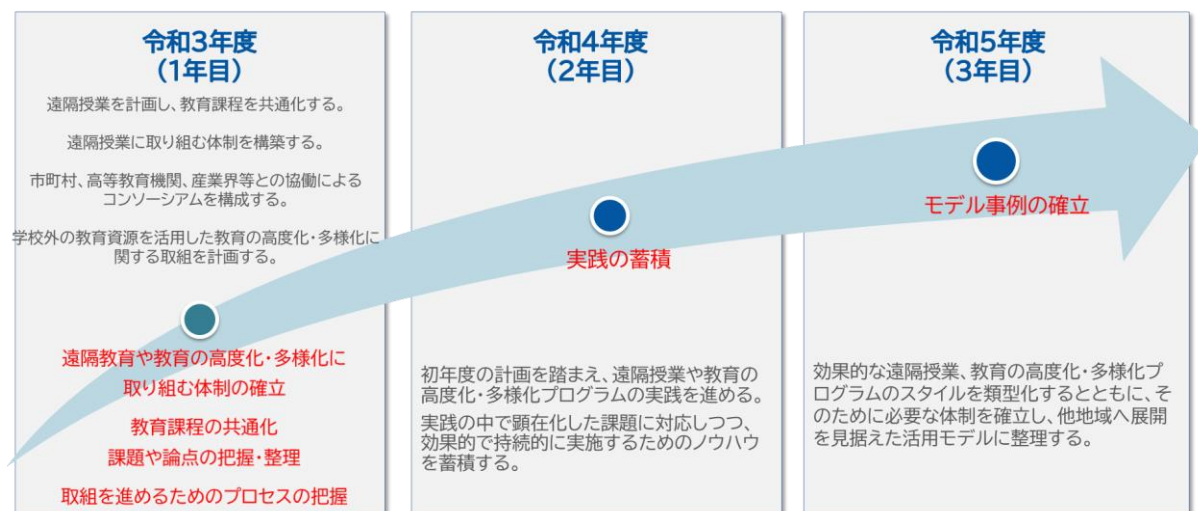 令和3年度
（1年目）
遠隔授業を計画し、教育課程を共通化する。
遠隔授業に取り組む体制を構築する。
市町村、高等教育機関、産業界等との協働による
コンソーシアムを構成する。
学校外の教育資源を活用した教育の高度化・多様化に
関する取組を計画する。
遠隔教育や教育の高度化・多様化に
取り組む体制の確立
教育課程の共通化
課題や論点の把握・整理
取組を進めるためのプロセスの把握
令和4年度
（2年目）
実践の蓄積
初年度の計画を踏まえ、遠隔授業や教育の
高度化・多様化プログラムの実践を進める。
実践の中で顕在化した課題に対応しつつ、
効果的で持続的に実施するためのノウハウ
を蓄積する。
令和5年度
（3年目）
モデル事例の確立
効果的な遠隔授業、教育の高度化・多様化プ
ログラムのスタイルを類型化するとともに、そ
のために必要な体制を確立し、他地域へ展開
を見据えた活用モデルに整理する。